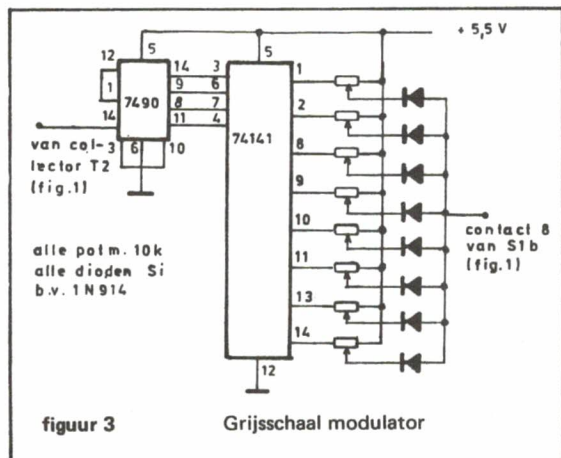 + 5,5 V
12
5
1
14
7490
14
9
8
11
3
6
7
4
3
6
10
van col-
lector T2
(fig.1)
5
74141
12
1
2
8
9
10
11
13
14
contact 8
van S1b
(fig.1)
alle potm. 10k
alle dioden Si
b.v. 1N914
figuur 3 Grijsschaal modulator